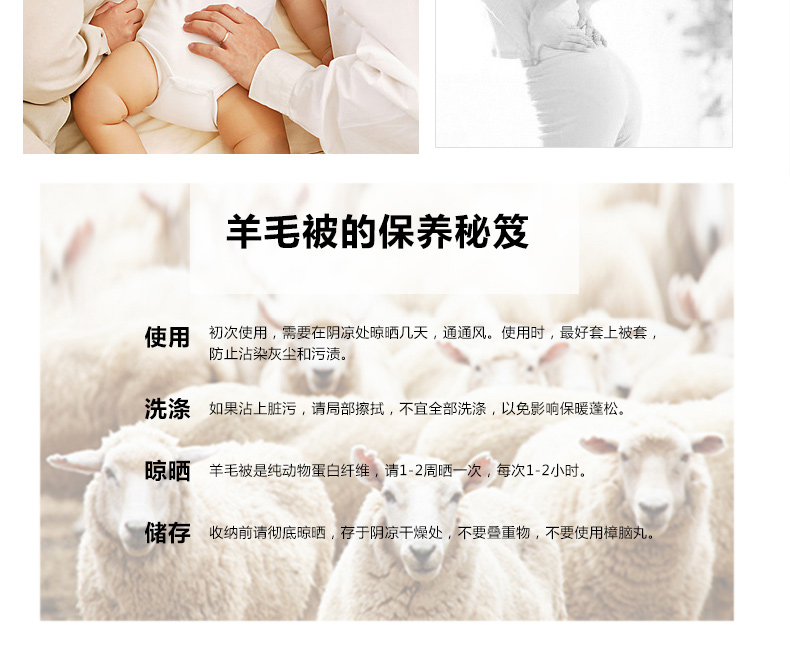 羊毛被的保养秘笈
使用 初次使用，需要在阴凉处晾晒几天，通通风。使用时，最好套上被套，
防止沾染灰尘和污渍。
洗涤 如果沾上脏污，请局部擦拭，不宜全部洗涤，以免影响保暖蓬松。
晾晒 羊毛被是纯动物蛋白纤维，请1-2周晒一次，每次1-2小时。
储存 收纳前请彻底晾晒，存于阴凉干燥处，不要叠重物，不要使用樟脑丸。